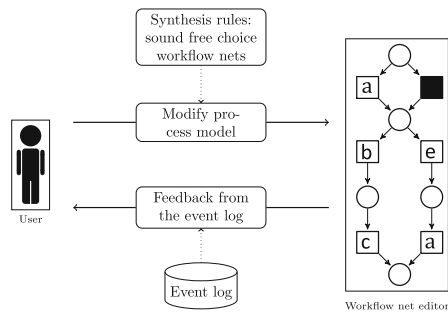 Synthesis rules:
sound free choice
workflow nets
Modify pro-
cess model
Feedback from
the event log
Event log
User
a
b
e
c
a
Workflow net editor